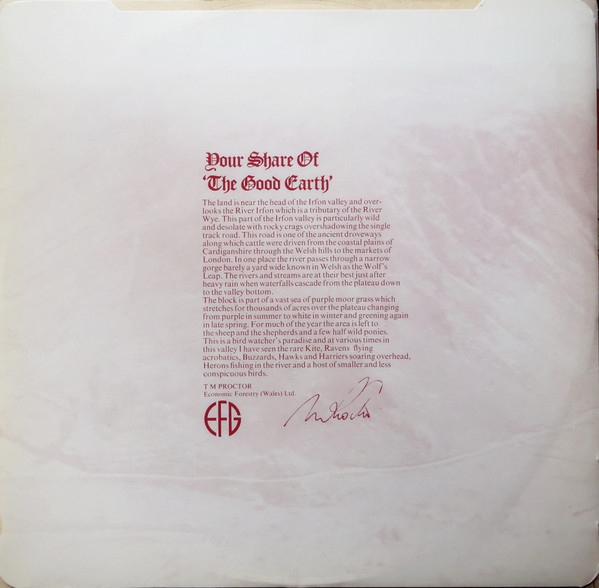 Your Share Of
'The Good Earth'
The land is near the head of the Irfon valley and over-
looks the River Irfon which is a tributary of the River
Wye. This part of the Irfon valley is particularly wild
and desolate with rocky crags overshadowing the single
track road. This road is one of the ancient droveways
along which cattle were driven from the coastal plains of
Cardiganshire through the Welsh hills to the markets of
London. In one place the river passes through a narrow
gorge barely a yard wide known in Welsh as the Wolf's
Leap. The rivers and streams are at their best just after
heavy rain when waterfalls cascade from the plateau down
to the valley bottom.
The block is part of a vast sea of purple moor grass which
stretches for thousands of acres over the plateau changing
from purple in summer to white in winter and greening again
in late spring. For much of the year the area is left to
the sheep and the shepherds and a few half wild ponies.
This is a bird watcher's paradise and at various times in
this valley I have seen the rare Kite, Ravens flying
acrobatics, Buzzards, Hawks and Harriers soaring overhead,
Herons fishing in the river and a host of smaller and less
conspicuous birds.
T M PROCTOR
Economic Forestry (Wales) Ltd.
EFG